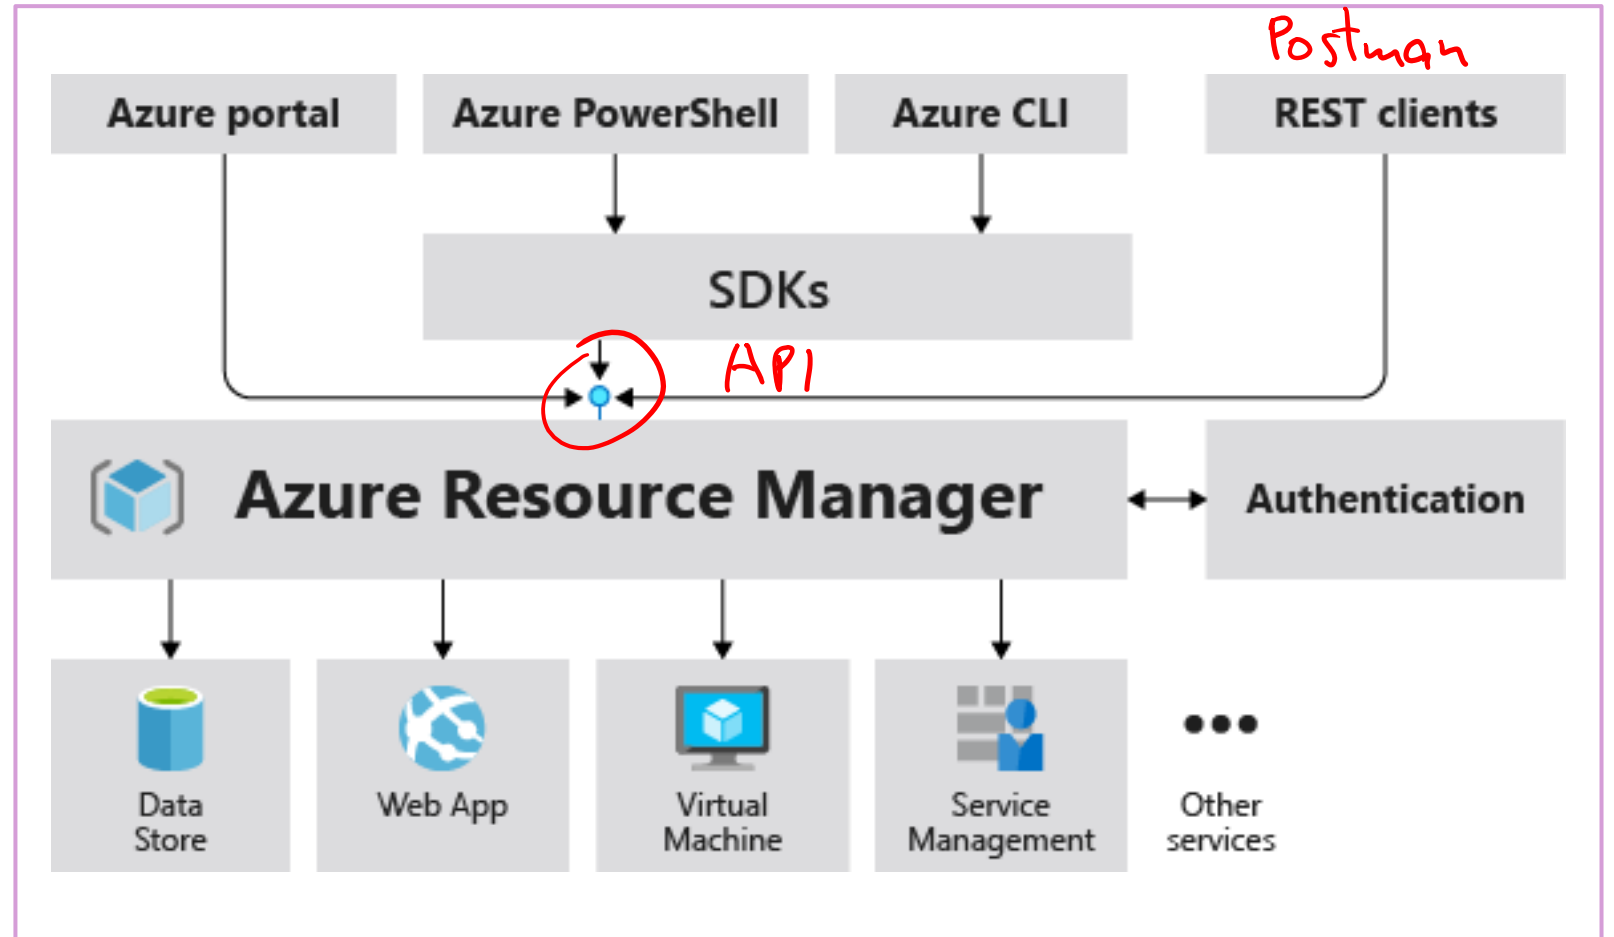 Postman
Azure portal
Azure PowerShell
Azure CLI
REST clients
SDKs
API
Azure Resource Manager
Authentication
Data
Store
Web App
Virtual
Machine
Service
Management
Other
services